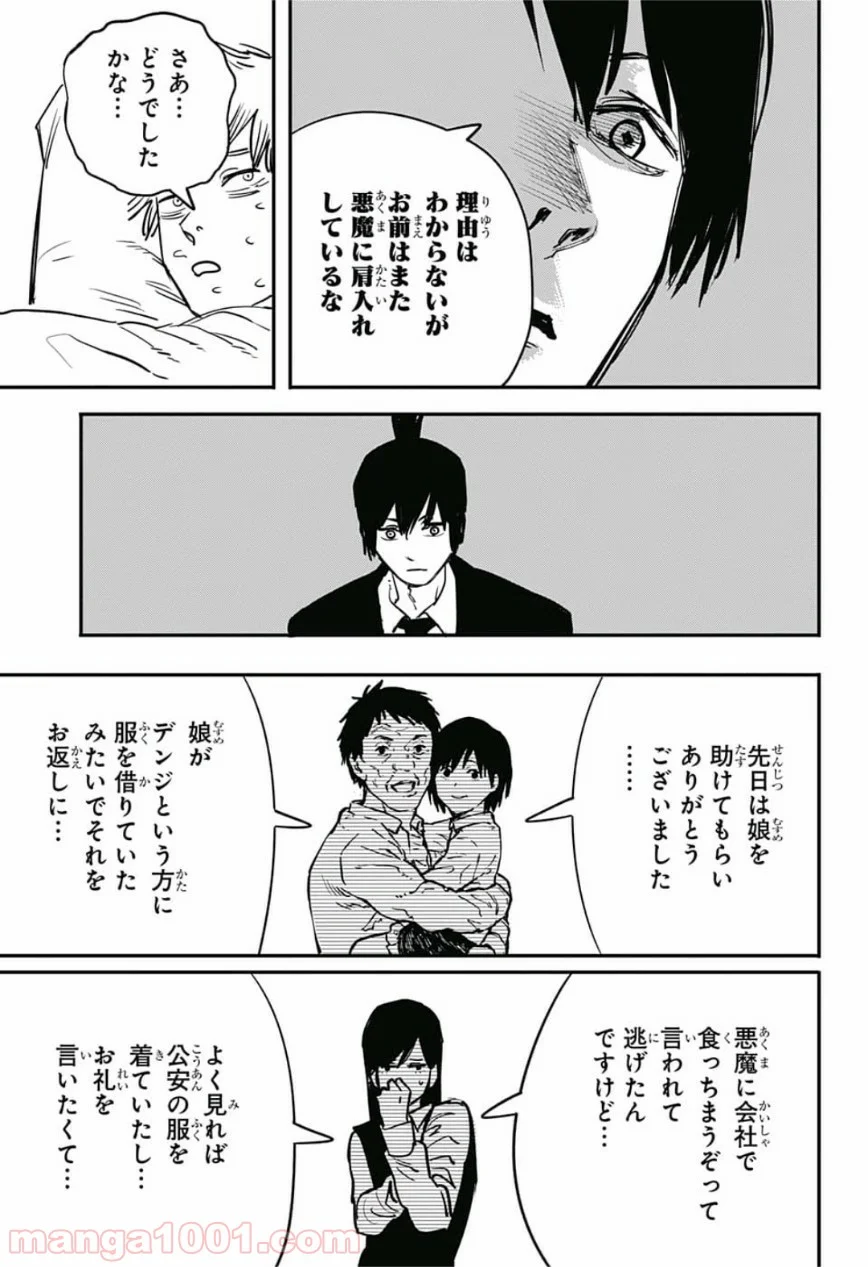 理由は
わからないが
お前はまた
悪魔に肩入れ
しているな
さあ…
どうでした
かな…
先日は娘を
助けてもらい
ありがとう
ございました
……
娘が
デンジという方に
服を借りていた
みたいでそれを
お返しに…
悪魔に会社で
食っちまうぞって
言われて
逃げたん
ですけど…
よく見れば
公安の服を
着ていたし…
お礼を
言いたくて…
manga1001.com